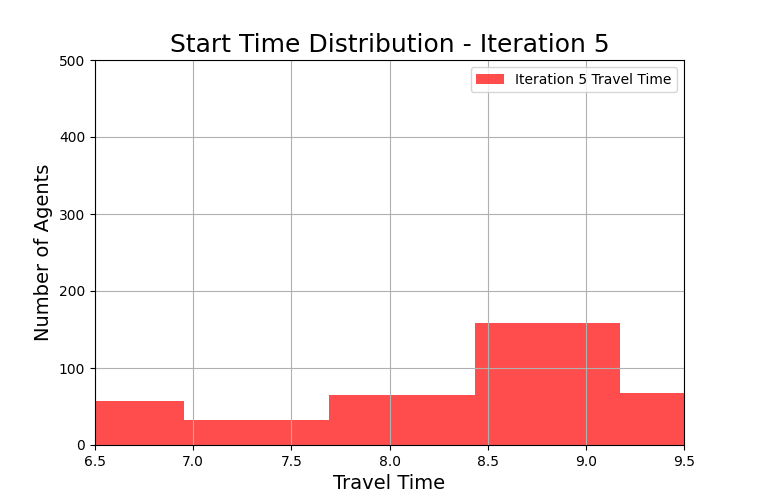 Start Time Distribution - Iteration 5
Iteration 5 Travel Time
Number of Agents
500
400
300
200
100
0
6.5 7.0 7.5 8.0 8.5 9.0 9.5
Travel Time